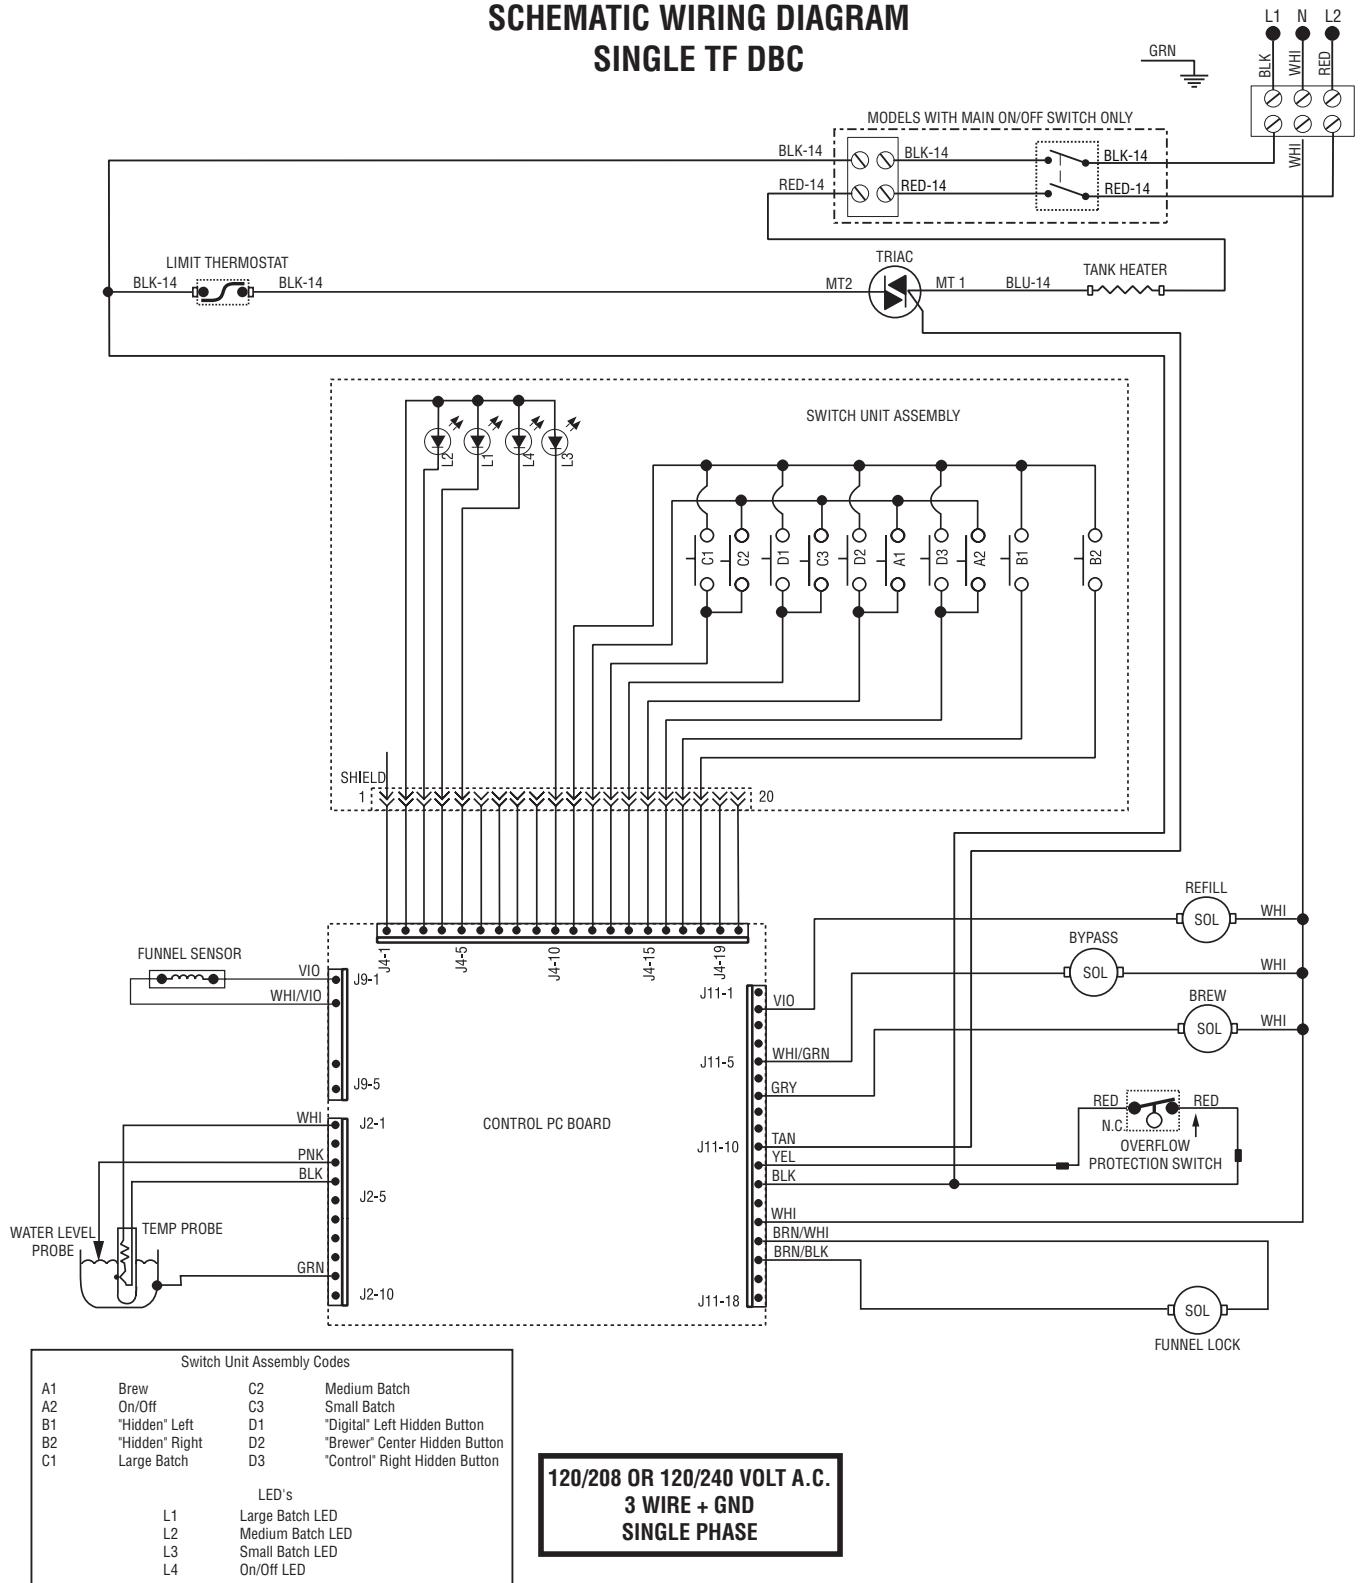 SCHEMATIC WIRING DIAGRAM
SINGLE TF DBC
L1 N L2
GRN
BLK
WHI
RED
MODELS WITH MAIN ON/OFF SWITCH ONLY
BLK-14
BLK-14
BLK-14
WHI
RED-14
RED-14
RED-14
LIMIT THERMOSTAT
BLK-14
BLK-14
TRIAC
MT2
MT 1
BLU-14
TANK HEATER
SWITCH UNIT ASSEMBLY
L2
L1
L4
L3
C1
C2
D1
C3
D2
A1
D3
A2
B1
B2
SHIELD
1
20
J4-1
J4-5
J4-10
J4-15
J4-19
REFILL
SOL
WHI
BYPASS
SOL
WHI
BREW
SOL
WHI
FUNNEL SENSOR
VIO
WHI/VIO
J9-1
J9-5
J11-1
VIO
J11-5
WHI/GRN
GRY
CONTROL PC BOARD
J11-10
TAN
YEL
BLK
RED
RED
N.C.
OVERFLOW
PROTECTION SWITCH
WHI
J2-1
PNK
BLK
J2-5
WATER LEVEL
PROBE
TEMP PROBE
GRN
J2-10
WHI
BRN/WHI
BRN/BLK
J11-18
SOL
FUNNEL LOCK
Switch Unit Assembly Codes
A1 Brew C2 Medium Batch
A2 On/Off C3 Small Batch
B1 "Hidden" Left D1 "Digital" Left Hidden Button
B2 "Hidden" Right D2 "Brewer" Center Hidden Button
C1 Large Batch D3 "Control" Right Hidden Button
LED's
L1 Large Batch LED
L2 Medium Batch LED
L3 Small Batch LED
L4 On/Off LED
120/208 OR 120/240 VOLT A.C.
3 WIRE + GND
SINGLE PHASE